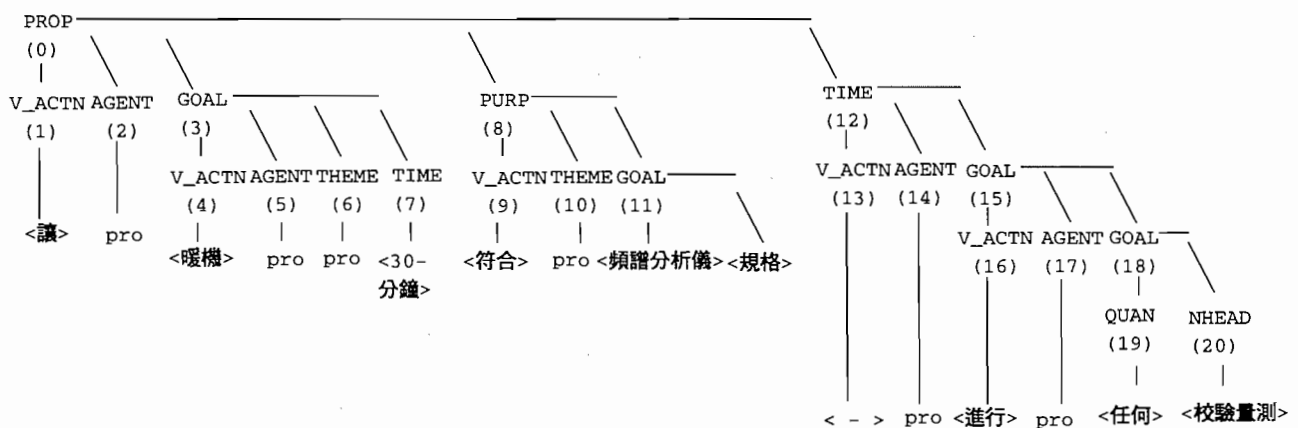 PROP
(0)
V_ACTN AGENT GOAL PURP TIME
(1) (2) (3) (8) (12)
V_ACTN AGENT THEME TIME V_ACTN THEME GOAL V_ACTN AGENT GOAL
(4) (5) (6) (7) (9) (10) (11) (13) (14) (15)
<讓> pro
<暖機> pro pro <30-
分鐘>
<符合> pro <頻譜分析儀> <規格>
V_ACTN AGENT GOAL
(16) (17) (18)
QUAN NHEAD
(19) (20)
< - > pro <進行> pro <任何> <校驗量測>